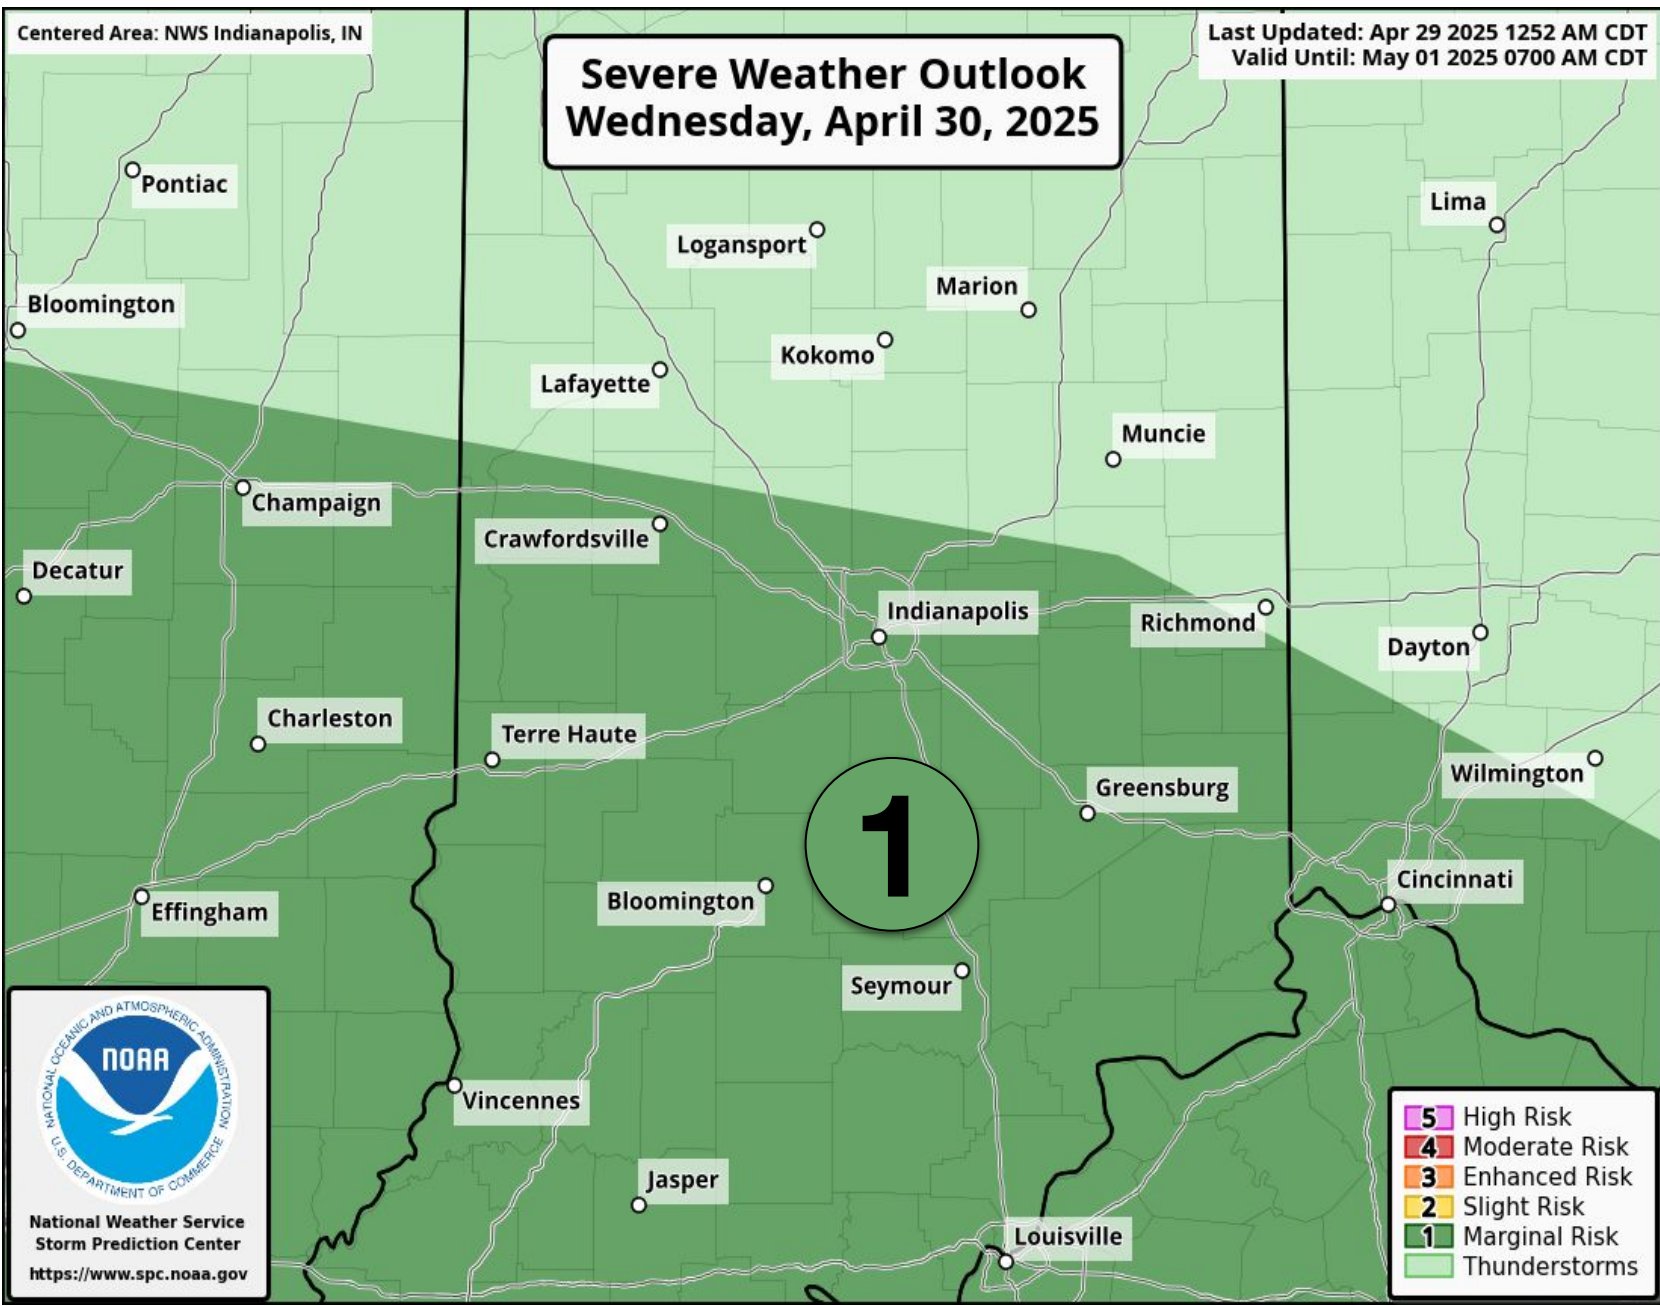 Centered Area: NWS Indianapolis, IN
Last Updated: Apr 29 2025 1252 AM CDT
Valid Until: May 01 2025 0700 AM CDT
Severe Weather Outlook
Wednesday, April 30, 2025
Pontiac
Lima
Logansport
Marion
Bloomington
Kokomo
Lafayette
Muncie
Champaign
Crawfordsville
Decatur
Indianapolis
Richmond
Dayton
Charleston
Terre Haute
Wilmington
Greensburg
1
Cincinnati
Bloomington
Effingham
Seymour
Vincennes
Jasper
Louisville
NATIONAL OCEANIC AND ATMOSPHERIC ADMINISTRATION
NOAA
U.S. DEPARTMENT OF COMMERCE
National Weather Service
Storm Prediction Center
https://www.spc.noaa.gov
5 High Risk
4 Moderate Risk
3 Enhanced Risk
2 Slight Risk
1 Marginal Risk
Thunderstorms